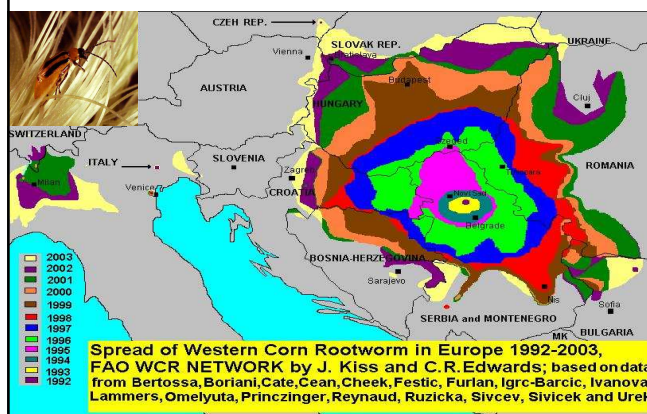 CZEH REP.
Vienna
SLOVAK REP.
Bratislava
UKRAINE
AUSTRIA
Budapest
HUNGARY
Cluj
SWITZERLAND
ITALY
SLOVENIA
Zagreb
CROATIA
Szeged
Timisoara
ROMANIA
Milan
Venice
Novi Sad
Belgrade
BOSNIA-HERZEGOVINA
Sarajevo
Nis
Sofia
SERBIA and MONTENEGRO
MK
BULGARIA
2003
2002
2001
2000
1999
1998
1997
1996
1995
1994
1993
1992
Spread of Western Corn Rootworm in Europe 1992-2003,
FAO WCR NETWORK by J. Kiss and C.R.Edwards; based on data
from Bertossa,Boriani,Cate,Cean,Cheek,Festic, Furlan, Igrc-Barcic, Ivanova
Lammers, Omelyuta, Princzinger, Reynaud, Ruzicka, Sivcev, Sivicek and Urek